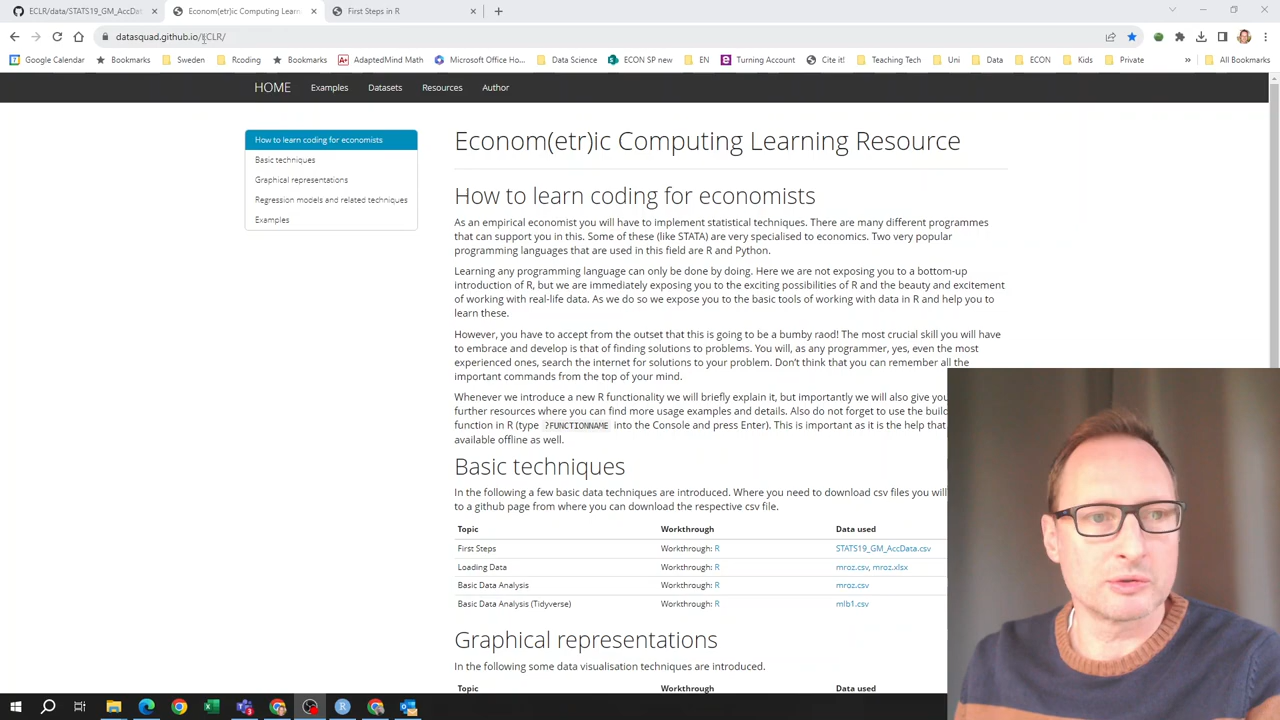 ECLR/data/STATS19_GM_AccDat
Econom(etr)ic Computing Learnin
First Steps in R
datasquad.github.io/ECLR/
Google Calendar
Bookmarks
Sweden
Rcoding
Bookmarks
AdaptedMind Math
Microsoft Office Ho...
Data Science
ECON SP new
EN
Turning Account
Cite it!
Teaching Tech
Uni
Data
ECON
Kids
Private
»
All Bookmarks
HOME
Examples
Datasets
Resources
Author
How to learn coding for economists
Basic techniques
Graphical representations
Regression models and related techniques
Examples
Econom(etr)ic Computing Learning Resource
How to learn coding for economists
As an empirical economist you will have to implement statistical techniques. There are many different programmes
that can support you in this. Some of these (like STATA) are very specialised to economics. Two very popular
programming languages that are used in this field are R and Python.
Learning any programming language can only be done by doing. Here we are not exposing you to a bottom-up
introduction of R, but we are immediately exposing you to the exciting possibilities of R and the beauty and excitement
of working with real-life data. As we do so we expose you to the basic tools of working with data in R and help you to
learn these.
However, you have to accept from the outset that this is going to be a bumby raod! The most crucial skill you will have
to embrace and develop is that of finding solutions to problems. You will, as any programmer, yes, even the most
experienced ones, search the internet for solutions to your problem. Don't think that you can remember all the
important commands from the top of your mind.
Whenever we introduce a new R functionality we will briefly explain it, but importantly we will also give you
further resources where you can find more usage examples and details. Also do not forget to use the build
function in R (type ?FUNCTIONNAME into the Console and press Enter). This is important as it is the help that
available offline as well.
Basic techniques
In the following a few basic data techniques are introduced. Where you need to download csv files you will
to a github page from where you can download the respective csv file.
Topic Workthrough Data used
First Steps Workthrough: R STATS19_GM_AccData.csv
Loading Data Workthrough: R mroz.csv, mroz.xlsx
Basic Data Analysis Workthrough: R mroz.csv
Basic Data Analysis (Tidyverse) Workthrough: R mlb1.csv
Graphical representations
In the following some data visualisation techniques are introduced.
Topic Workthrough Data used